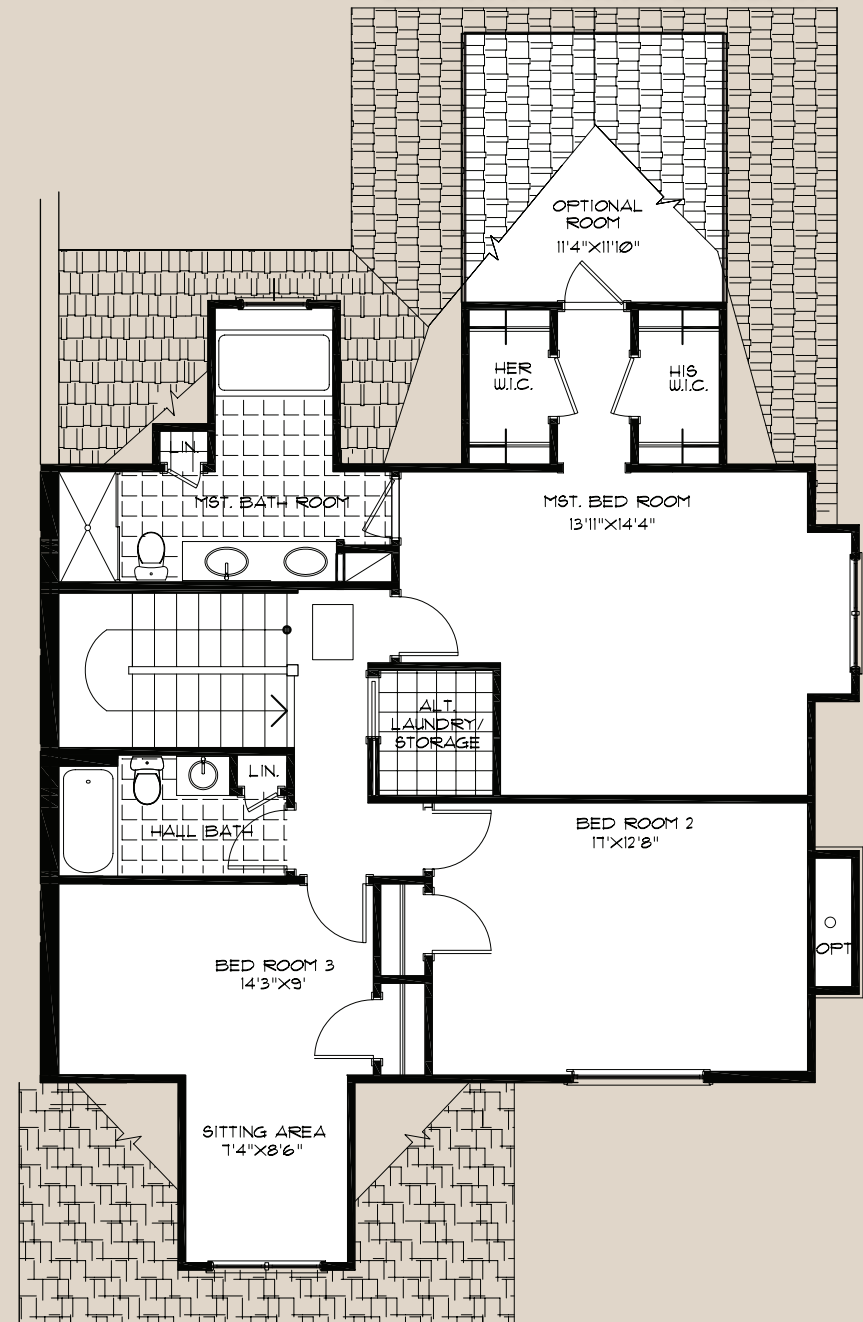 OPTIONAL
ROOM
11'4"X11'10"
HER
W.I.C.
HIS
W.I.C.
LIN.
MST. BATH ROOM
MST. BED ROOM
13'11"X14'4"
ALT.
LAUNDRY/
STORAGE
LIN.
HALL BATH
BED ROOM 2
17'X12'8"
OPT
BED ROOM 3
14'3"X9'
SITTING AREA
7'4"X8'6"